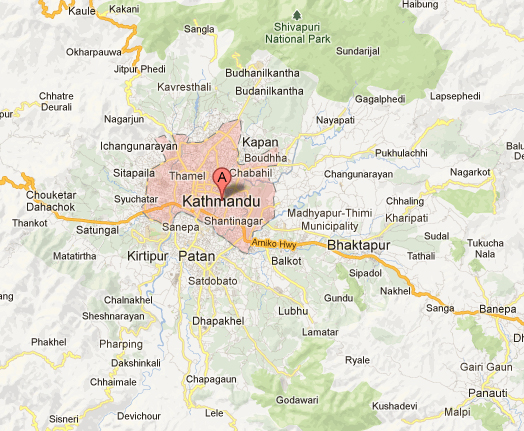 Kakani
Kaule
Haibung
Sangla
Shivapuri
National Park
Okharpauwa
Sundarijal
Jitpur Phedi
Budhanilkantha
Kavresthali
Budanilkantha
Chhatre
Deurali
Gagalphedi
Lapsephedi
Nagarjun
Nayapati
Ichangunarayan
Kapan
Boudhha
Pukhulachhi
Sitapaila
Thamel
Chabahil
Changunarayan
Nagarkot
A
Chouketar
Dahachok
Syuchatar
Kathmandu
Chhaling
Thankot
Shantinagar
Madhyapur-Thimi
Municipality
Kharipati
Satungal
Sanepa
Sudal
Arniko Hwy
Bhaktapur
Tukucha
Nala
Matatirtha
Kirtipur
Patan
Balkot
Tathali
Sipadol
Satdobato
Nakhel
Chalnakhel
Gundu
Sheshnarayan
Lubhu
Sanga
Banepa
Dhapakhel
Lamatar
Phakhel
Pharping
Dakshinkali
Ryale
Gairi Gaun
Chhaimale
Chapagaun
Panauti
Godawari
Kushadevi
Malpi
Sisneri
Devichour
Lele